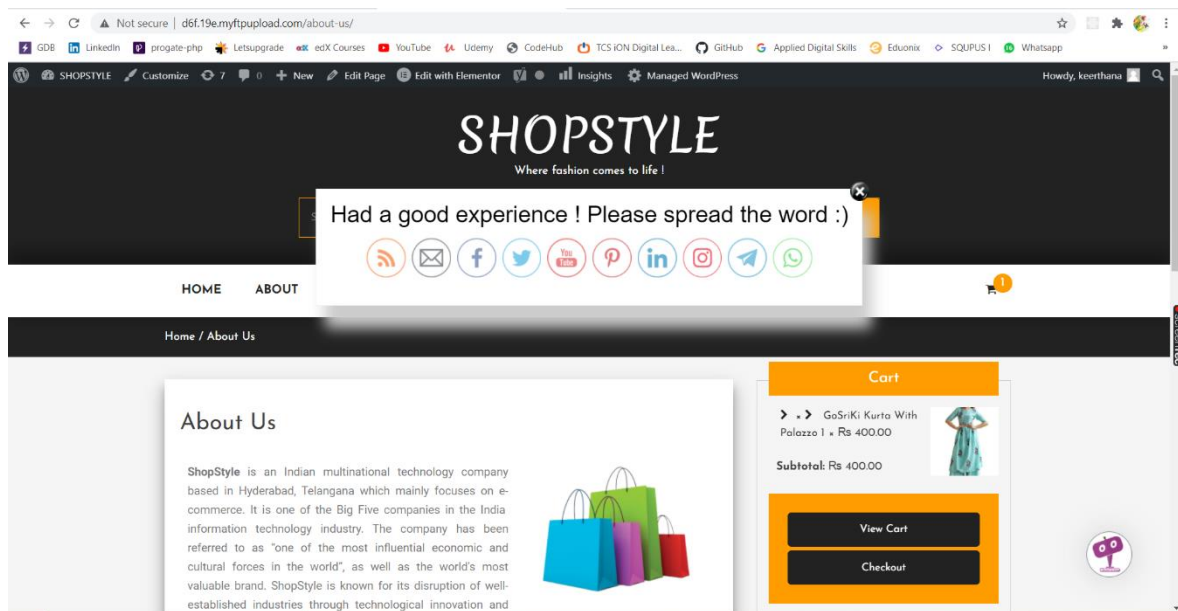 Not secure | d6f.19e.myftpupload.com/about-us/
GDB LinkedIn progate-php Letsupgrade edX Courses YouTube Udemy CodeHub TCS iON Digital Lea... GitHub Applied Digital Skills Eduonix SQUPUS I Whatsapp »
SHOPSTYLE Customize 7 0 + New Edit Page Edit with Elementor Insights Managed WordPress Howdy, keerthana
SHOPSTYLE
Where fashion comes to life !
Had a good experience ! Please spread the word :)
You Tube
HOME ABOUT 1
Home / About Us
Cart
About Us
GoSriKi Kurta With
Palazzo 1 × Rs 400.00
Subtotal: Rs 400.00
ShopStyle is an Indian multinational technology company
based in Hyderabad, Telangana which mainly focuses on e-
commerce. It is one of the Big Five companies in the India
information technology industry. The company has been
referred to as "one of the most influential economic and
cultural forces in the world", as well as the world's most
valuable brand. ShopStyle is known for its disruption of well-
established industries through technological innovation and
View Cart
Checkout